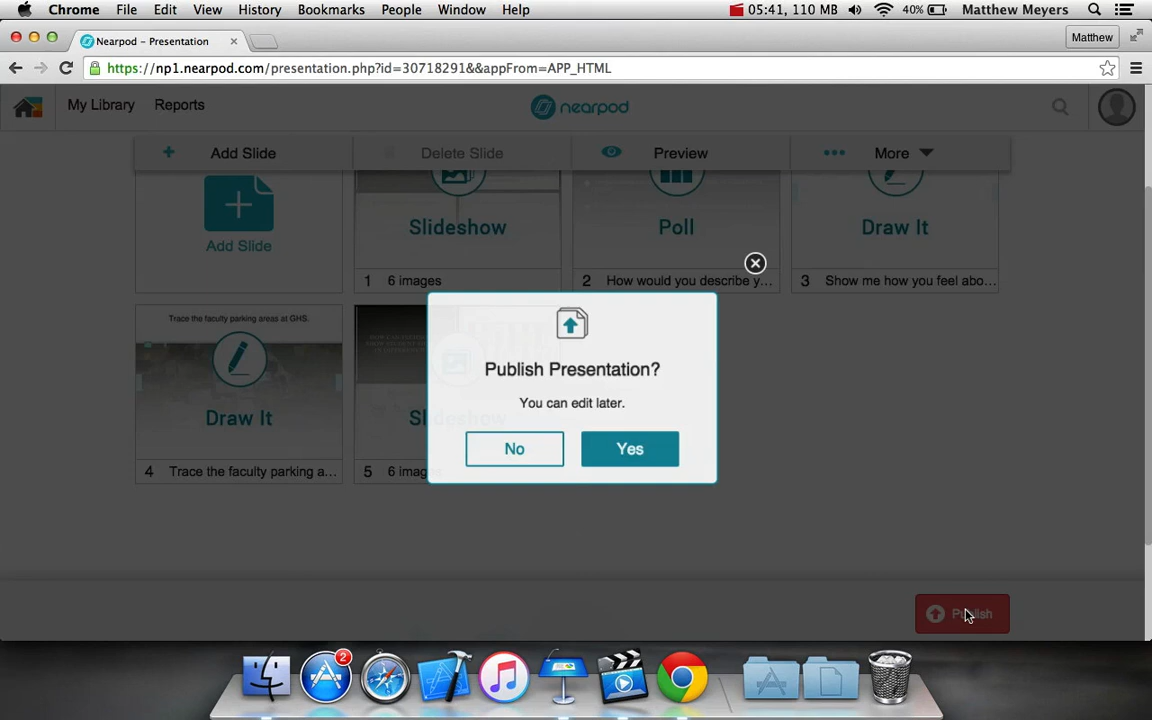 Chrome File Edit View History Bookmarks People Window Help 05:41, 110 MB 40% Matthew Meyers
Nearpod - Presentation Matthew
https://np1.nearpod.com/presentation.php?id=30718291&&appFrom=APP_HTML
My Library Reports nearpod
Add Slide Delete Slide Preview More
Add Slide
Slideshow
Poll
Draw It
1 6 images
2 How would you describe y...
3 Show me how you feel abo...
Trace the faculty parking areas at GHS.
Draw It
4 Trace the faculty parking a...
Slideshow
5 6 images
Publish Presentation?
You can edit later.
No Yes
Publish
2